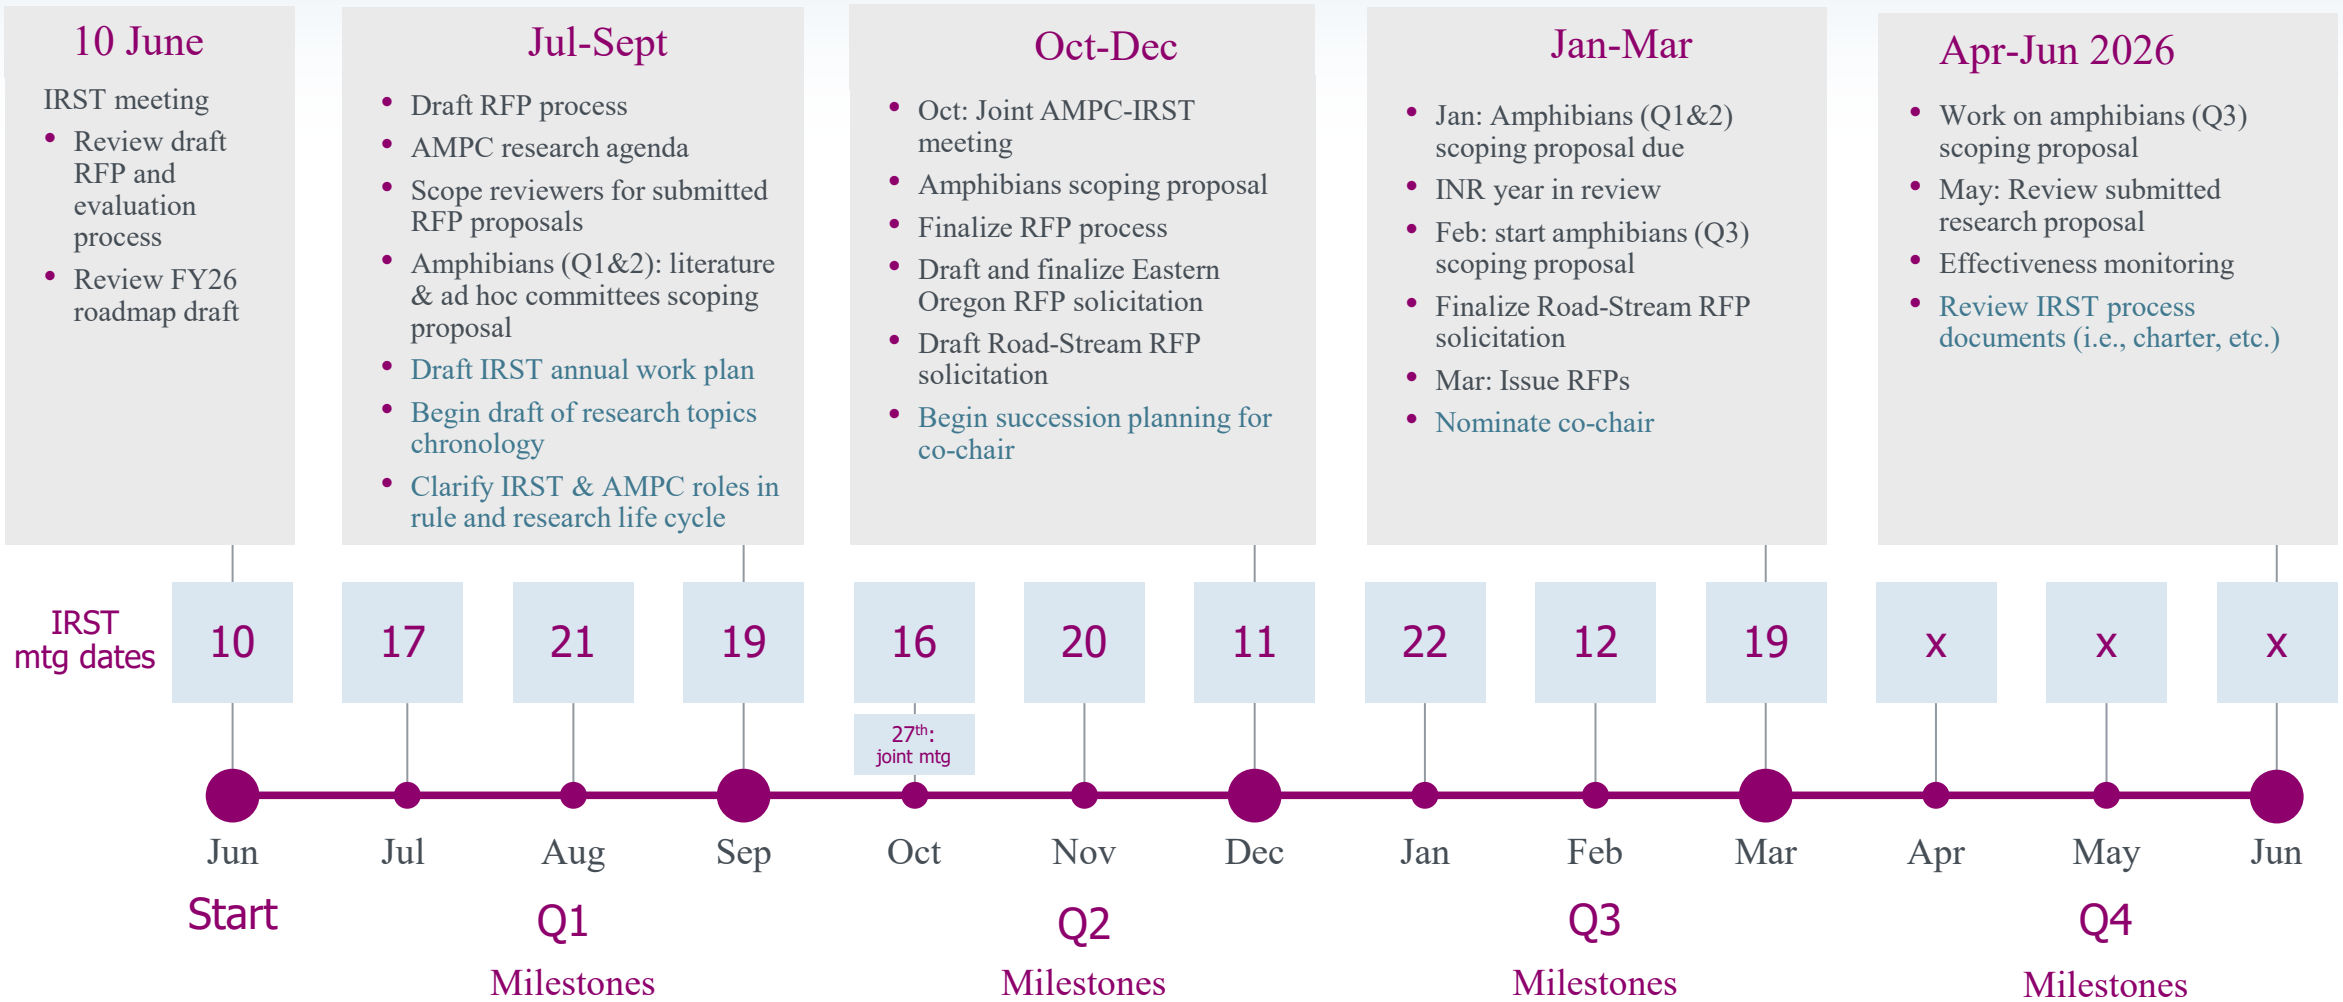 10 June
IRST meeting
• Review draft
RFP and
evaluation
process
• Review FY26
roadmap draft
Jul-Sept
• Draft RFP process
• AMPC research agenda
• Scope reviewers for submitted
RFP proposals
• Amphibians (Q1&2): literature
& ad hoc committees scoping
proposal
• Draft IRST annual work plan
• Begin draft of research topics
chronology
• Clarify IRST & AMPC roles in
rule and research life cycle
Oct-Dec
• Oct: Joint AMPC-IRST
meeting
• Amphibians scoping proposal
• Finalize RFP process
• Draft and finalize Eastern
Oregon RFP solicitation
• Draft Road-Stream RFP
solicitation
• Begin succession planning for
co-chair
Jan-Mar
• Jan: Amphibians (Q1&2)
scoping proposal due
• INR year in review
• Feb: start amphibians (Q3)
scoping proposal
• Finalize Road-Stream RFP
solicitation
• Mar: Issue RFPs
• Nominate co-chair
Apr-Jun 2026
• Work on amphibians (Q3)
scoping proposal
• May: Review submitted
research proposal
• Effectiveness monitoring
• Review IRST process
documents (i.e., charter, etc.)
IRST
mtg dates
10 17 21 19 16 20 11 22 12 19 x x x
27th:
joint mtg
Jun Jul Aug Sep Oct Nov Dec Jan Feb Mar Apr May Jun
Start Q1 Q2 Q3 Q4
Milestones Milestones Milestones Milestones